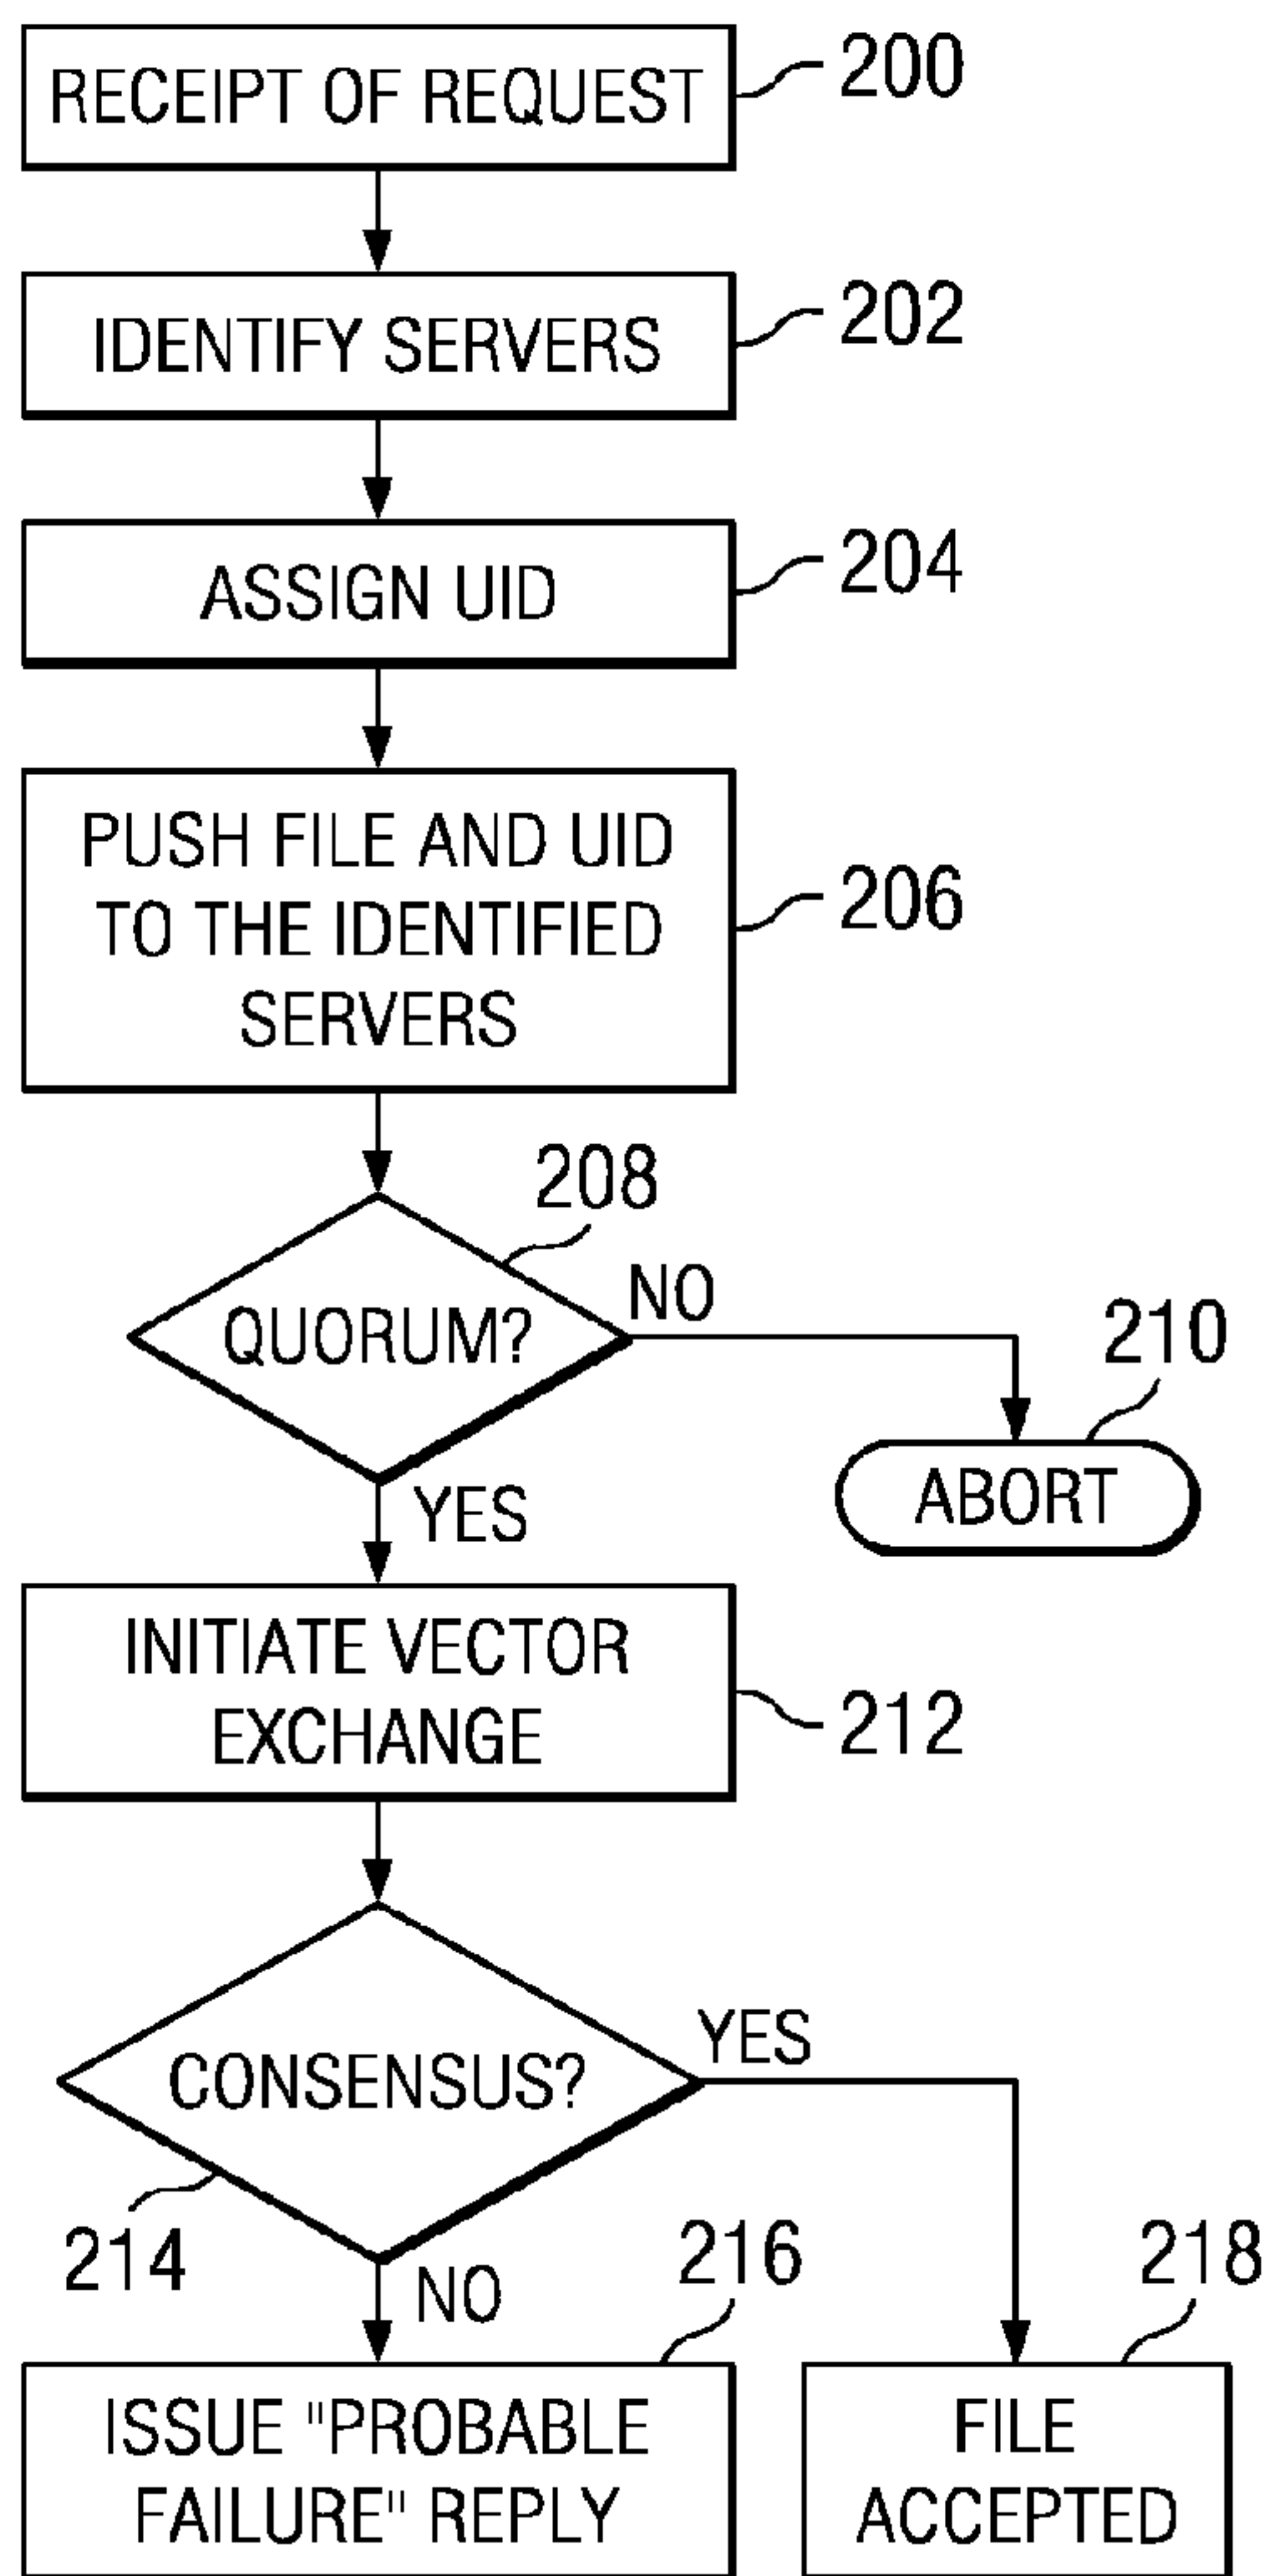 RECEIPT OF REQUEST
200
IDENTIFY SERVERS
202
ASSIGN UID
204
PUSH FILE AND UID
TO THE IDENTIFIED
SERVERS
206
208
QUORUM?
NO
210
ABORT
YES
INITIATE VECTOR
EXCHANGE
212
CONSENSUS?
YES
214
NO
216
218
ISSUE "PROBABLE
FAILURE" REPLY
FILE
ACCEPTED